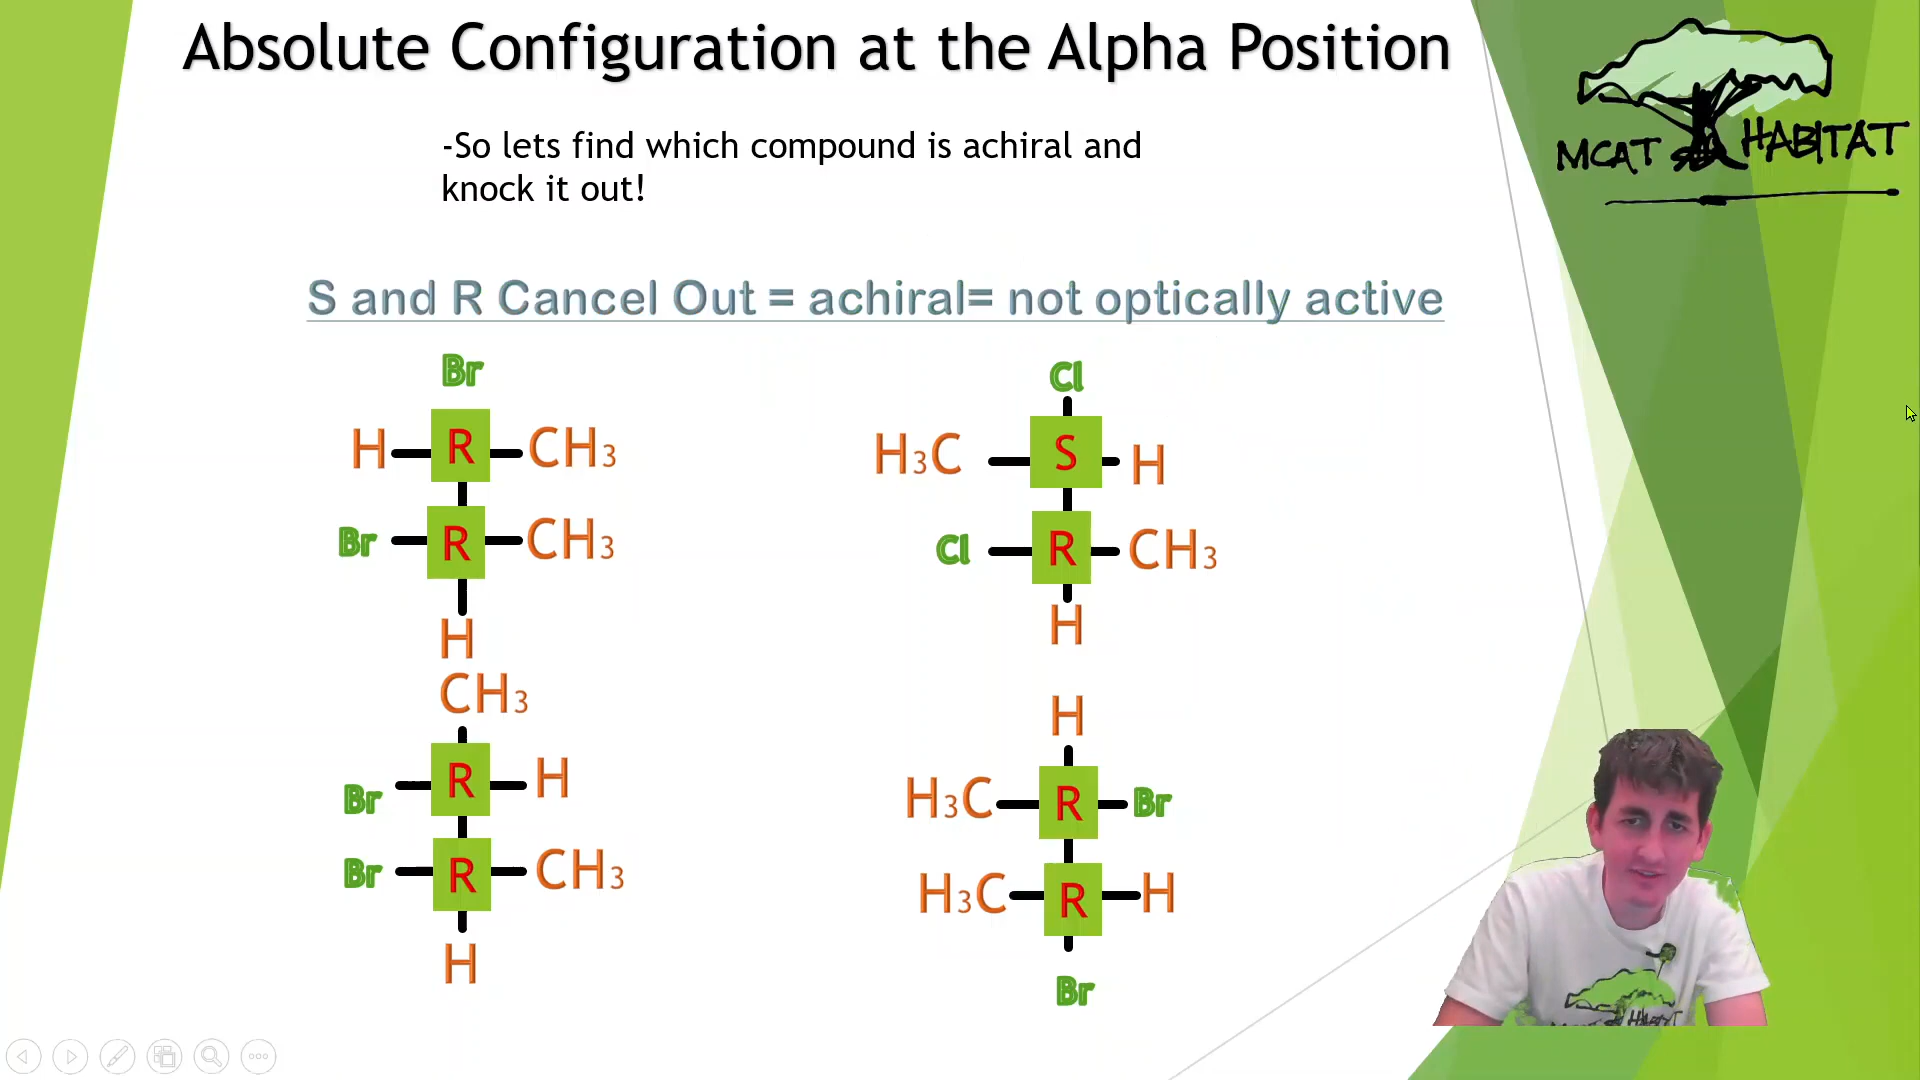 Absolute Configuration at the Alpha Position
MCAT HABITAT
-So lets find which compound is achiral and
knock it out!
S and R Cancel Out = achiral= not optically active
Br
H R CH3
Br R CH3
H
CH3
Br R H
Br R CH3
H
Cl
H3C S H
Cl R CH3
H
H
H3C R Br
H3C R H
Br
MCAT HABITAT